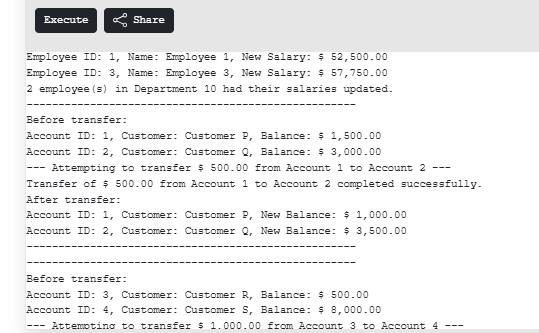 Execute
Share
Employee ID: 1, Name: Employee 1, New Salary: $ 52,500.00
Employee ID: 3, Name: Employee 3, New Salary: $ 57,750.00
2 employee(s) in Department 10 had their salaries updated.
----------------------------------------------------
Before transfer:
Account ID: 1, Customer: Customer P, Balance: $ 1,500.00
Account ID: 2, Customer: Customer Q, Balance: $ 3,000.00
--- Attempting to transfer $ 500.00 from Account 1 to Account 2 ---
Transfer of $ 500.00 from Account 1 to Account 2 completed successfully.
After transfer:
Account ID: 1, Customer: Customer P, New Balance: $ 1,000.00
Account ID: 2, Customer: Customer Q, New Balance: $ 3,500.00
----------------------------------------------------
----------------------------------------------------
Before transfer:
Account ID: 3, Customer: Customer R, Balance: $ 500.00
Account ID: 4, Customer: Customer S, Balance: $ 8,000.00
--- Attempting to transfer $ 1,000.00 from Account 3 to Account 4 ---